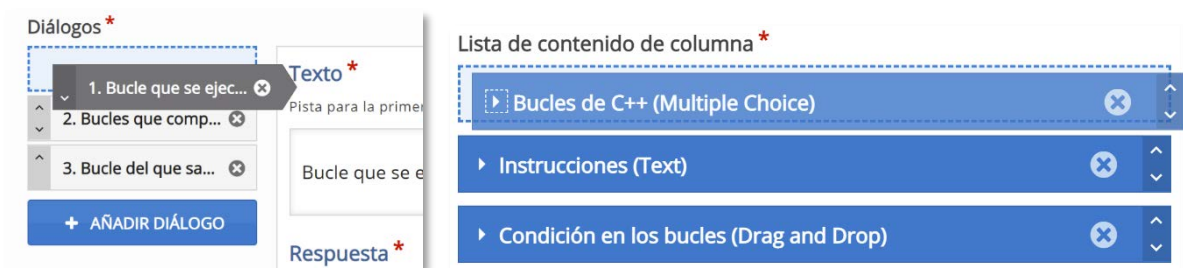 Diálogos *
1. Bucle que se ejec...
2. Bucles que comp...
3. Bucle del que sa...
+ AÑADIR DIÁLOGO
Texto *
Pista para la primer
Bucle que se e
Respuesta *
Lista de contenido de columna *
Bucles de C++ (Multiple Choice)
Instrucciones (Text)
Condición en los bucles (Drag and Drop)